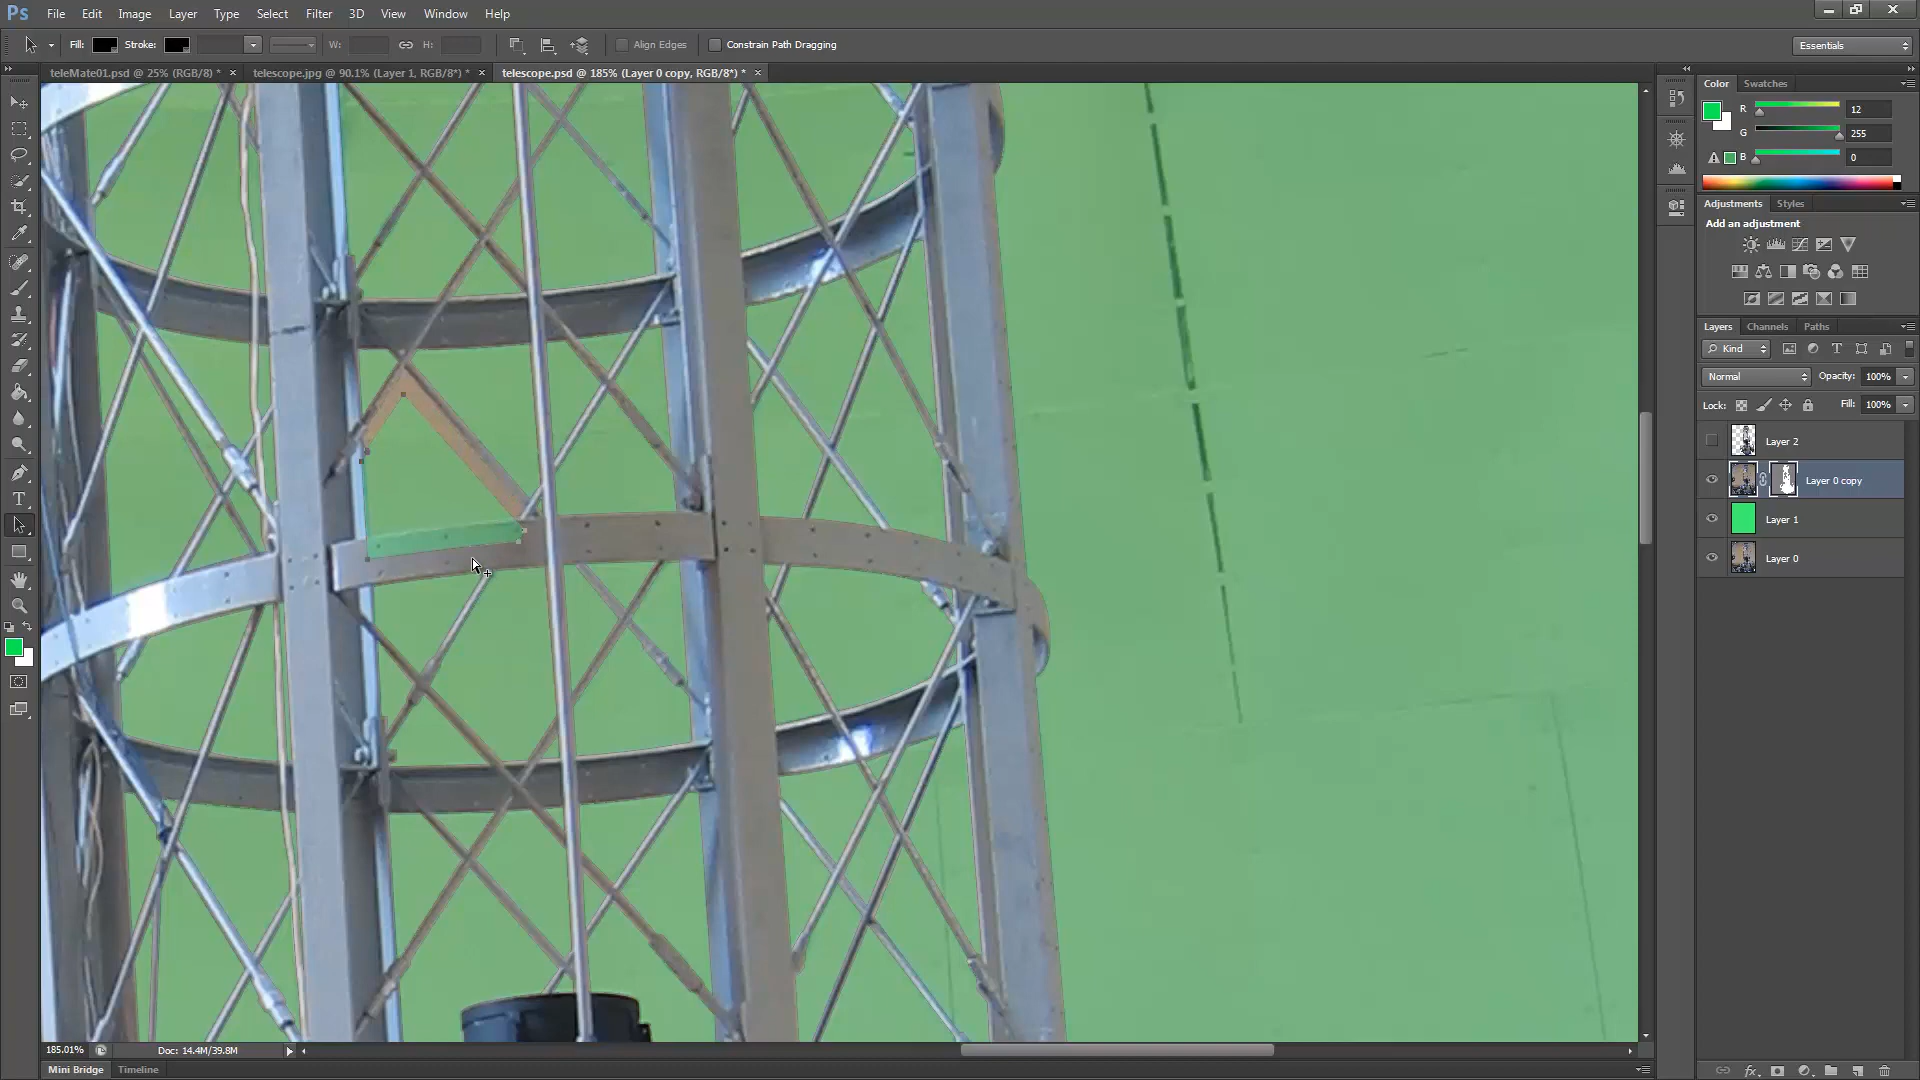 Ps File Edit Image Layer Type Select Filter 3D View Window Help
Fill: Stroke: W: H: Align Edges Constrain Path Dragging Essentials
teleMate01.psd @ 25% (RGB/8) * × telescope.jpg @ 90.1% (Layer 1, RGB/8*) * × telescope.psd @ 185% (Layer 0 copy, RGB/8*) * ×
Color Swatches
R 12
G 255
B 0
Adjustments Styles
Add an adjustment
Layers Channels Paths
Kind
Normal Opacity: 100%
Lock: Fill: 100%
Layer 2
Layer 0 copy
Layer 1
Layer 0
185.01% Doc: 14.4M/39.8M
Mini Bridge Timeline